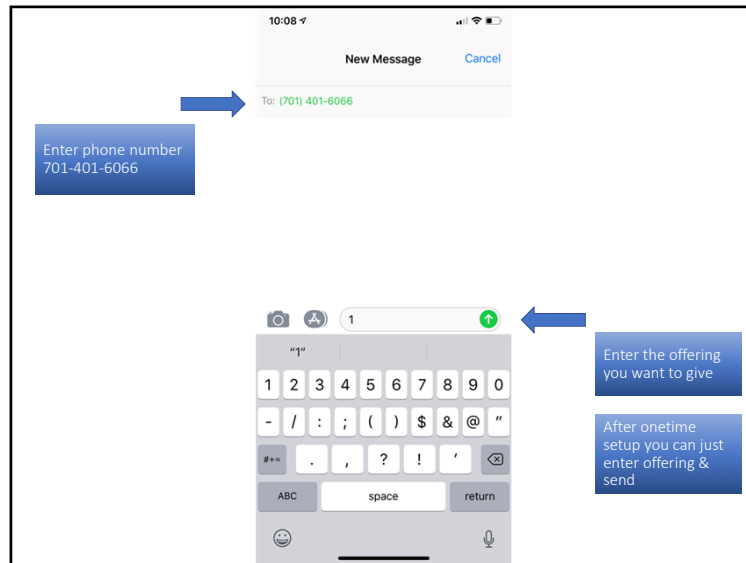 10:08
New Message
Cancel
To: (701) 401-6066
Enter phone number
701-401-6066
1
Enter the offering
you want to give
"1"
1 2 3 4 5 6 7 8 9 0
- / : ; ( ) $ & @ "
After onetime
setup you can just
enter offering &
send
#+= . , ? ! '
ABC space return